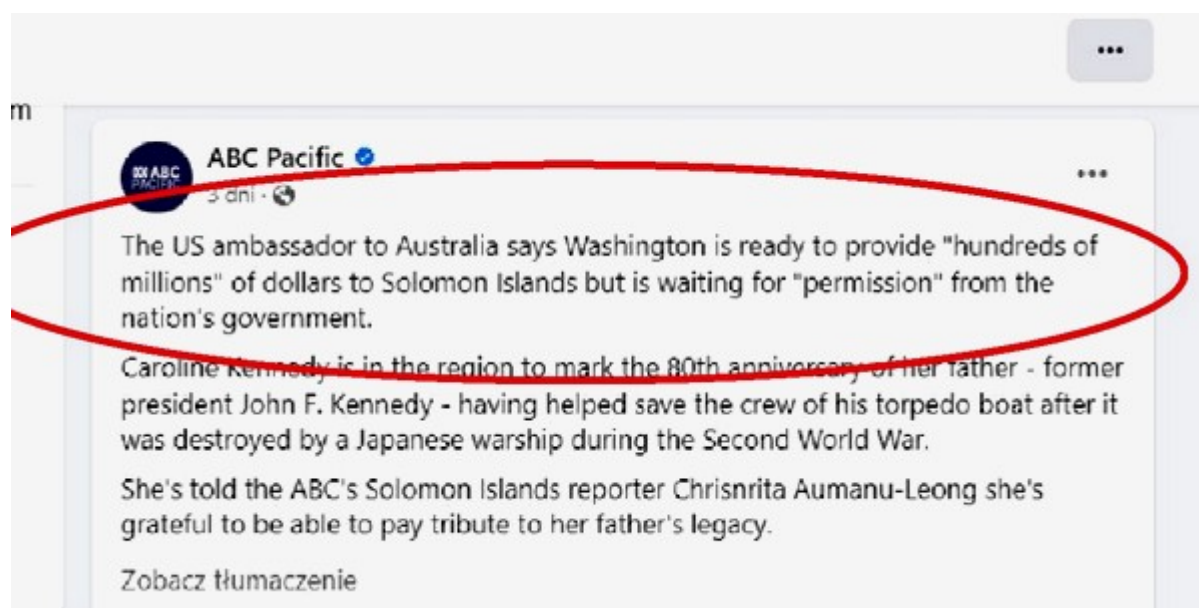 •••
m
ABC Pacific
ABC
PACIFIC
3 dni
•••
The US ambassador to Australia says Washington is ready to provide "hundreds of
millions" of dollars to Solomon Islands but is waiting for "permission" from the
nation's government.
Caroline Kennedy is in the region to mark the 80th anniversary of her father - former
president John F. Kennedy - having helped save the crew of his torpedo boat after it
was destroyed by a Japanese warship during the Second World War.
She's told the ABC's Solomon Islands reporter Chrisnrita Aumanu-Leong she's
grateful to be able to pay tribute to her father's legacy.
Zobacz tłumaczenie